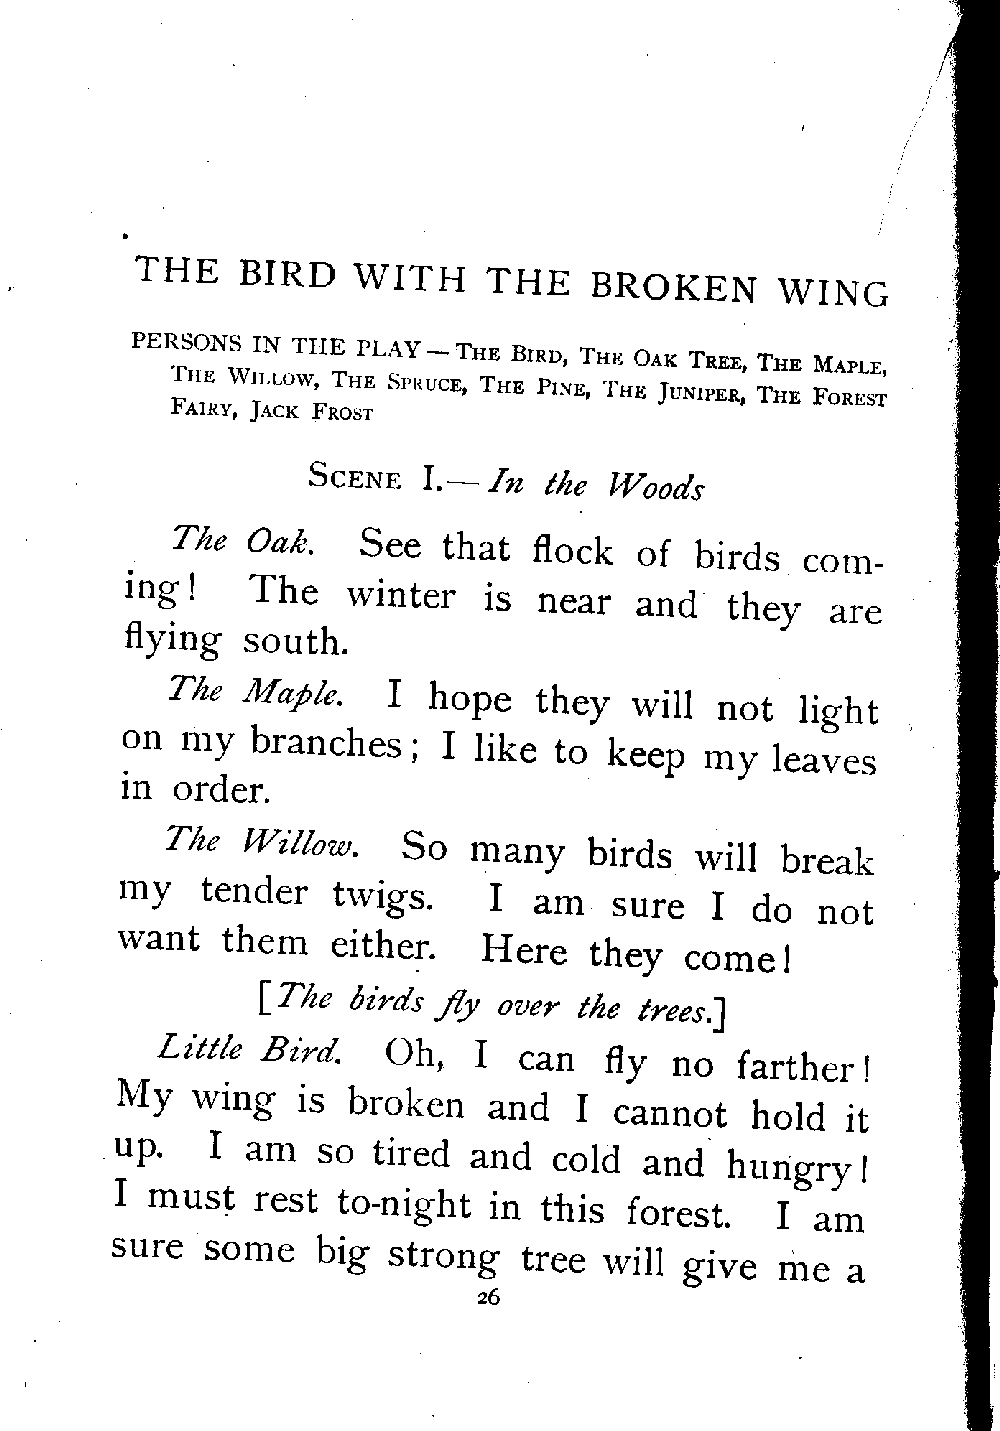 THE BIRD WITH THE BROKEN WING
PERSONS IN THE PLAY — THE BIRD, THE OAK TREE, THE MAPLE,
THE WILLOW, THE SPRUCE, THE PINE, THE JUNIPER, THE FOREST
FAIRY, JACK FROST
SCENE I.— In the Woods
The Oak. See that flock of birds com-
ing! The winter is near and they are
flying south.
The Maple. I hope they will not light
on my branches; I like to keep my leaves
in order.
The Willow. So many birds will break
my tender twigs. I am sure I do not
want them either. Here they come!
[The birds fly over the trees.]
Little Bird. Oh, I can fly no farther!
My wing is broken and I cannot hold it
up. I am so tired and cold and hungry!
I must rest to-night in this forest. I am
sure some big strong tree will give me a
26